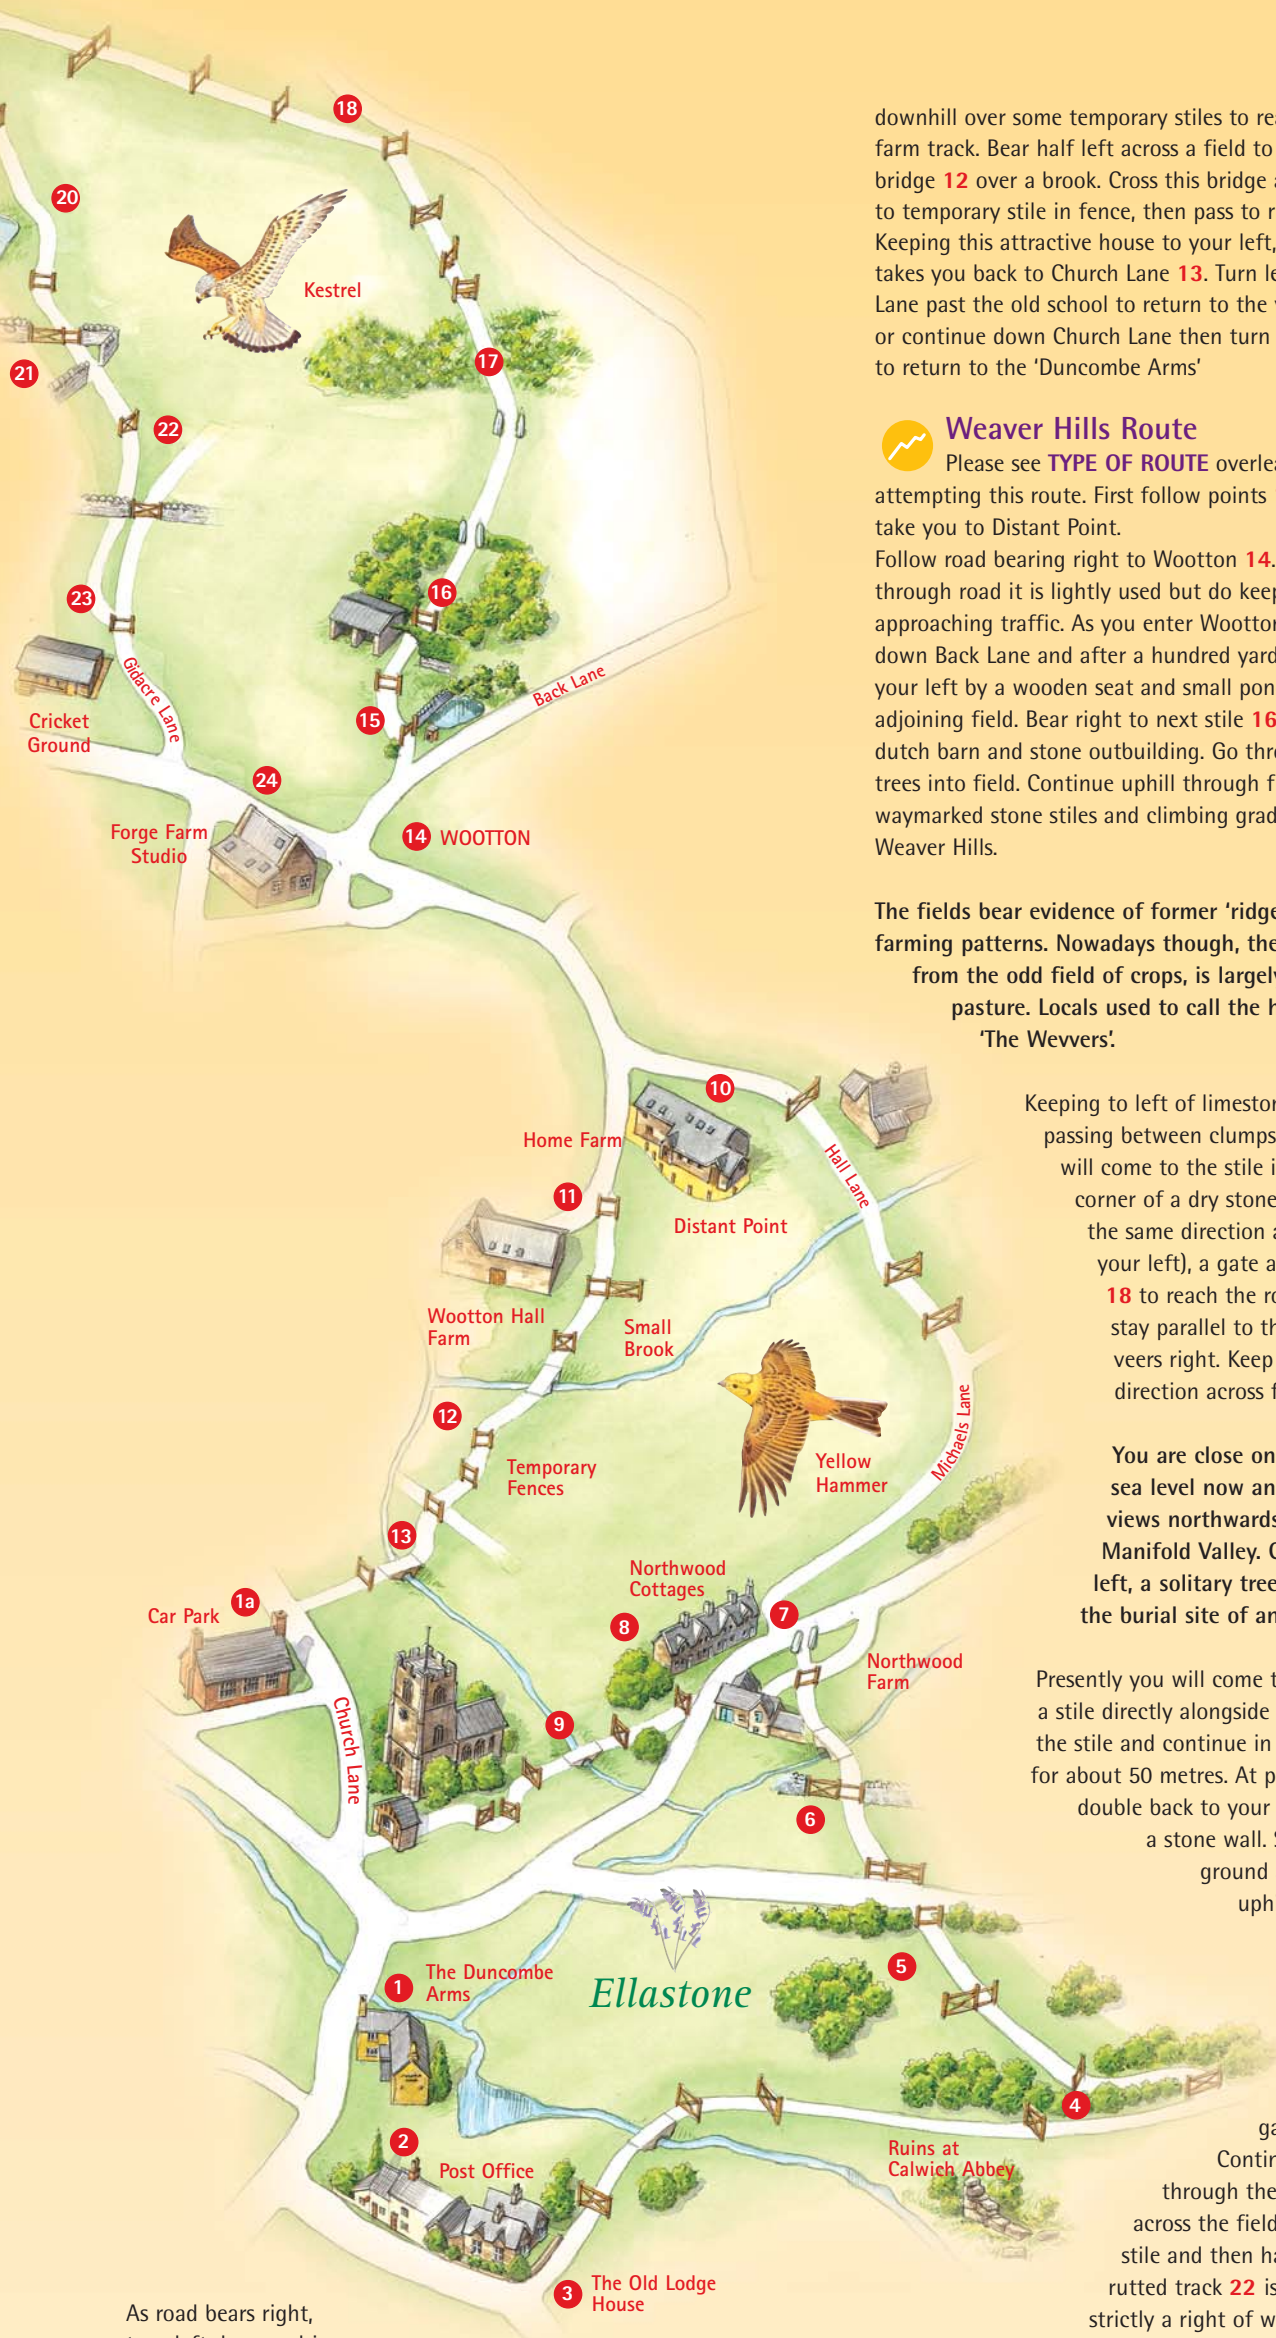 18
20
Kestrel
21
17
22
23
16
Gidacre Lane
Back Lane
15
Cricket
Ground
24
Forge Farm
Studio
14 WOOTTON
10
Home Farm
Hall Lane
11
Distant Point
Wootton Hall
Farm
Small
Brook
12
Michaels Lane
Yellow
Hammer
Temporary
Fences
13
Northwood
Cottages
1a
Car Park
8
7
Northwood
Farm
Church Lane
9
6
5
1
The Duncombe
Arms
Ellastone
4
2
Post Office
Ruins at
Calwich Abbey
3
The Old Lodge
House
As road bears right,
downhill over some temporary stiles to
farm track. Bear half left across a field to
bridge 12 over a brook. Cross this bridge
to temporary stile in fence, then pass to
Keeping this attractive house to your left,
takes you back to Church Lane 13. Turn
Lane past the old school to return to the
or continue down Church Lane then turn
to return to the ‘Duncombe Arms’
Weaver Hills Route
Please see TYPE OF ROUTE
attempting this route. First follow points
take you to Distant Point.
Follow road bearing right to Wootton 14.
through road it is lightly used but do keep
approaching traffic. As you enter Wootton
down Back Lane and after a hundred
your left by a wooden seat and small
adjoining field. Bear right to next stile 16
dutch barn and stone outbuilding. Go
trees into field. Continue uphill through
waymarked stone stiles and climbing
Weaver Hills.
The fields bear evidence of former ‘ridge
farming patterns. Nowadays though, the
from the odd field of crops, is largely
pasture. Locals used to call the
‘The Wevvers’.
Keeping to left of
passing between clumps
will come to the stile
corner of a dry stone
the same direction
your left), a gate
18 to reach the
stay parallel to
veers right. Keep
direction across
You are close on
sea level now
views northwards
Manifold Valley.
left, a solitary tree
the burial site of
Presently you will come
a stile directly alongside
the stile and continue in
for about 50 metres. At
double back to your
a stone wall.
ground
Contin
through the
across the field
stile and then
rutted track 22 is
strictly a right of